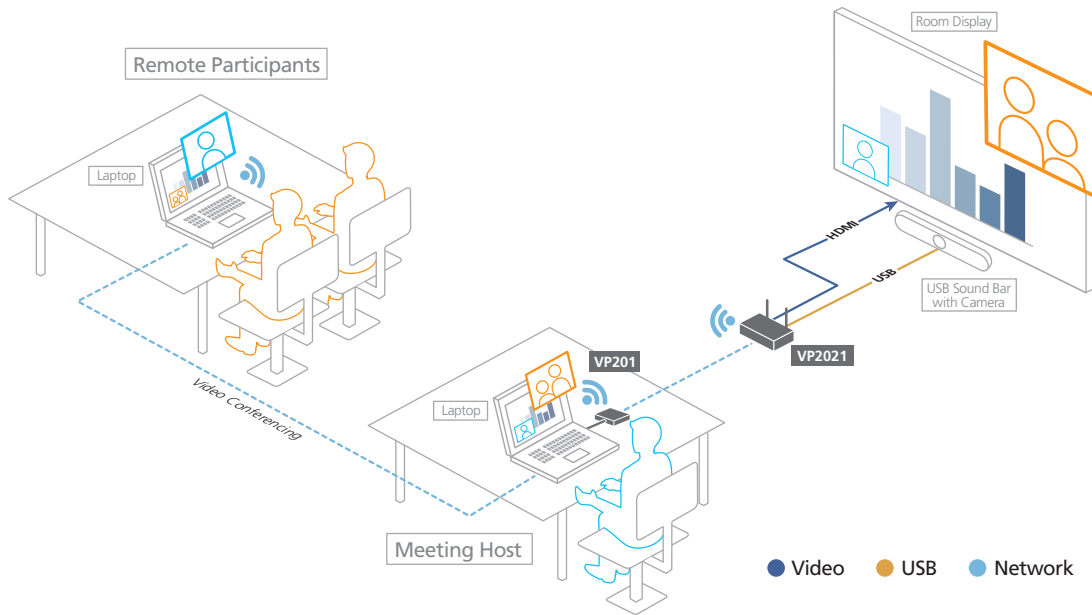 Room Display
Remote Participants
Laptop
HDMI
USB
USB Sound Bar
with Camera
VP2021
VP201
Laptop
Video Conferencing
Meeting Host
Video
USB
Network